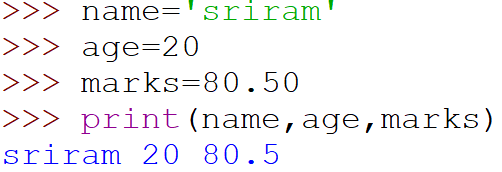 >>> name='sriram'
>>> age=20
>>> marks=80.50
>>> print(name,age,marks)
sriram 20 80.5